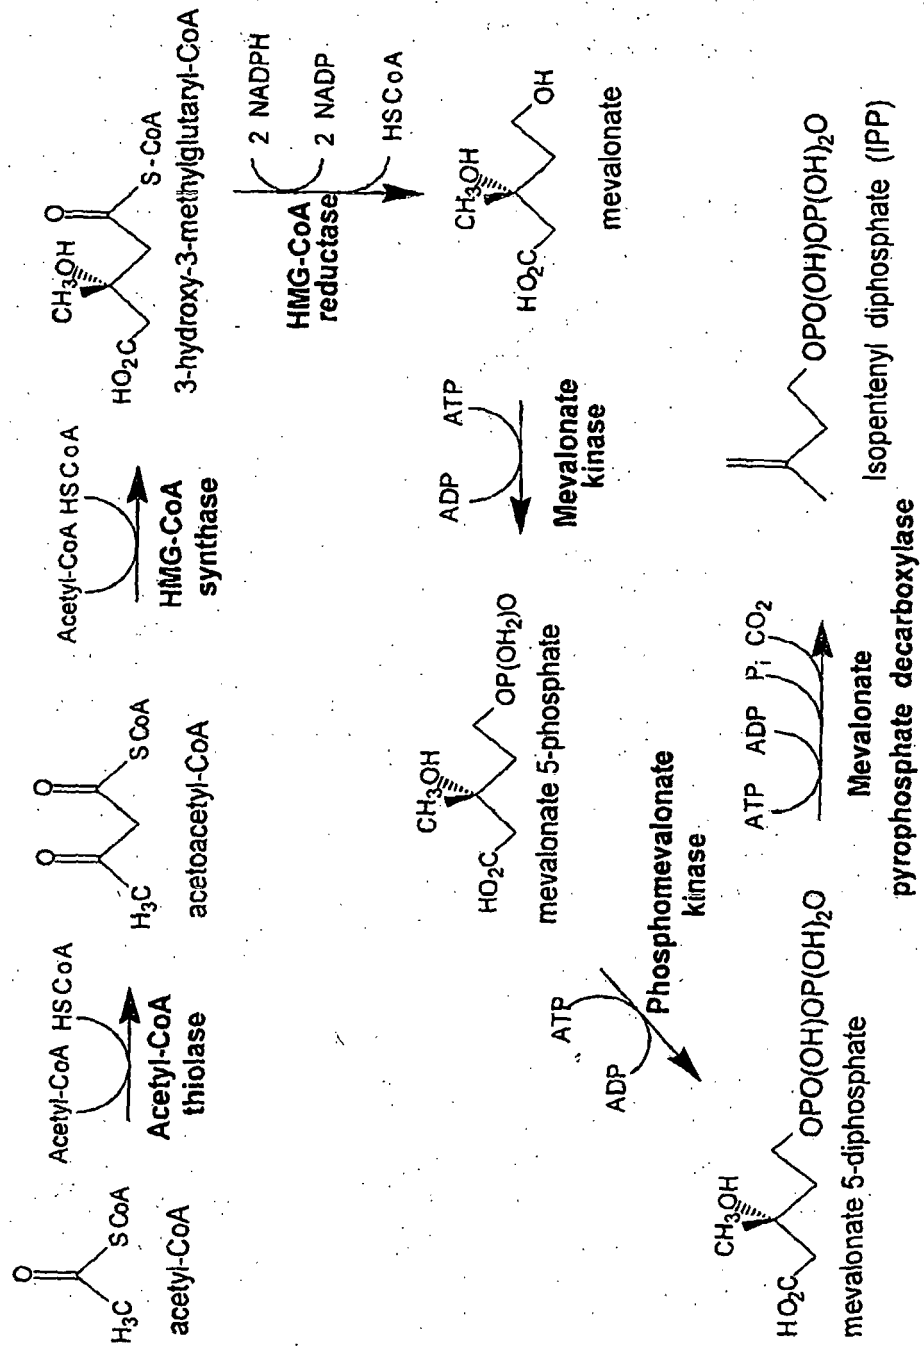 O
H3C
SCoA
acetyl-CoA
Acetyl-CoA HSCoA
Acetyl-CoA
thiolase
O
O
H3C
SCoA
acetoacetyl-CoA
Acetyl-CoA HSCoA
HMG-CoA
synthase
O
CH3OH
HO2C
S-CoA
3-hydroxy-3-methylglutaryl-CoA
2 NADPH
2 NADP
HSCoA
HMG-CoA
reductase
CH3OH
HO2C
OH
mevalonate
ADP
ATP
Mevalonate
kinase
CH3OH
HO2C
OP(OH2)O
mevalonate 5-phosphate
ATP
ADP
Phosphomevalonate
kinase
CH3OH
HO2C
OPO(OH)OP(OH)2O
mevalonate 5-diphosphate
ATP ADP Pi CO2
Mevalonate
pyrophosphate decarboxylase
OPO(OH)OP(OH)2O
Isopentenyl diphosphate (IPP)